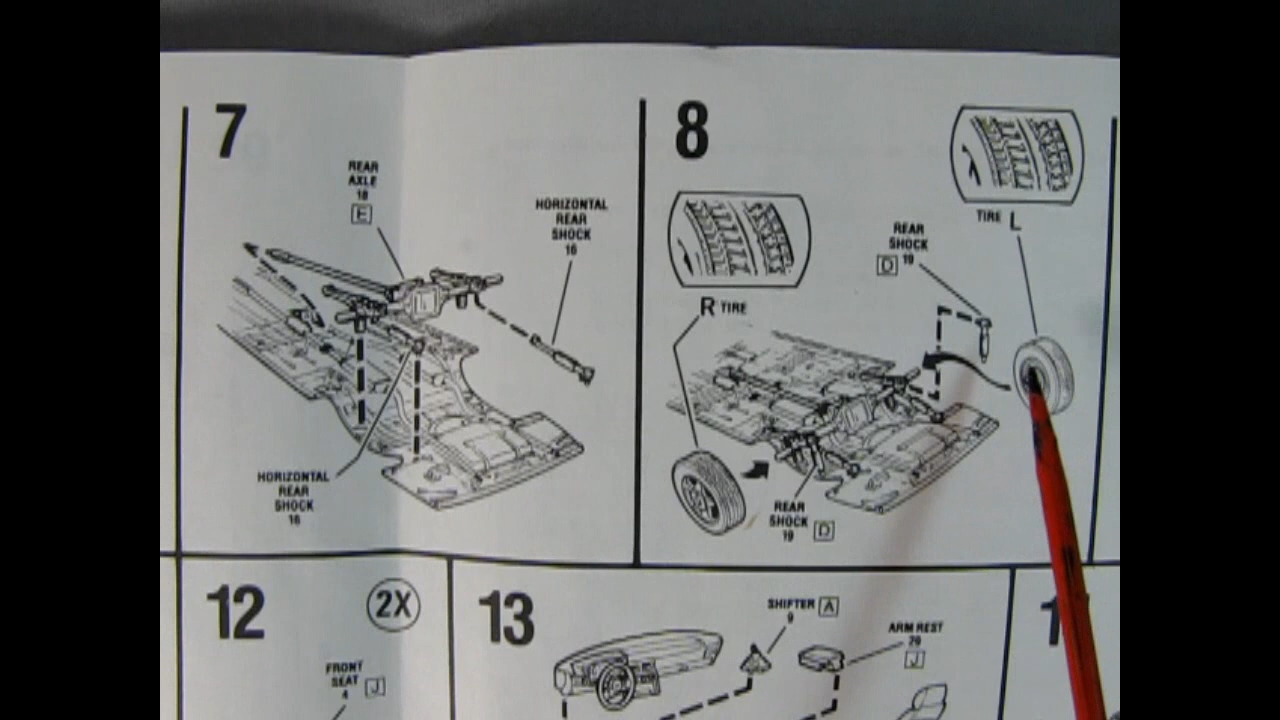 7
REAR
AXLE
18
E
HORIZONTAL
REAR
SHOCK
16
HORIZONTAL
REAR
SHOCK
16
8
TIRE L
REAR
SHOCK
D 19
R TIRE
REAR
SHOCK
19 D
12
2X
FRONT
SEAT
4 J
13
SHIFTER A
9
ARM REST
J